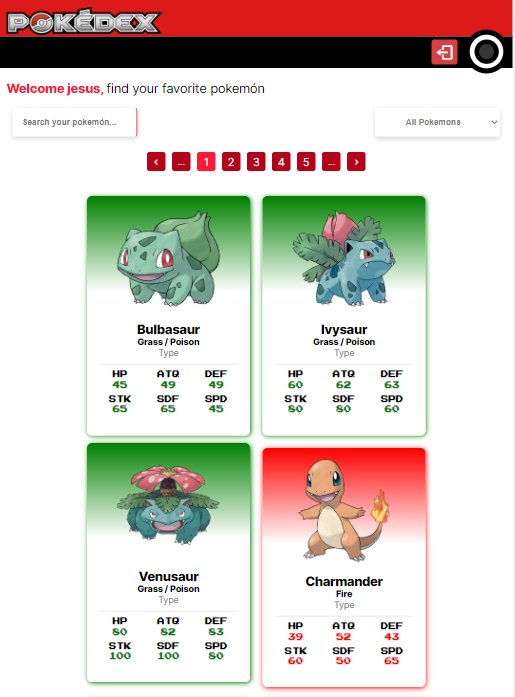 POKÉDEX
Welcome jesus, find your favorite pokemón
Search your pokemón...
All Pokemons
‹ ... 1 2 3 4 5 ... ›
Bulbasaur
Grass / Poison
Type
HP ATQ DEF
45 49 49
STK SDF SPD
65 65 45
Ivysaur
Grass / Poison
Type
HP ATQ DEF
60 62 63
STK SDF SPD
80 80 60
Venusaur
Grass / Poison
Type
HP ATQ DEF
80 82 83
STK SDF SPD
100 100 80
Charmander
Fire
Type
HP ATQ DEF
39 52 43
STK SDF SPD
60 50 65